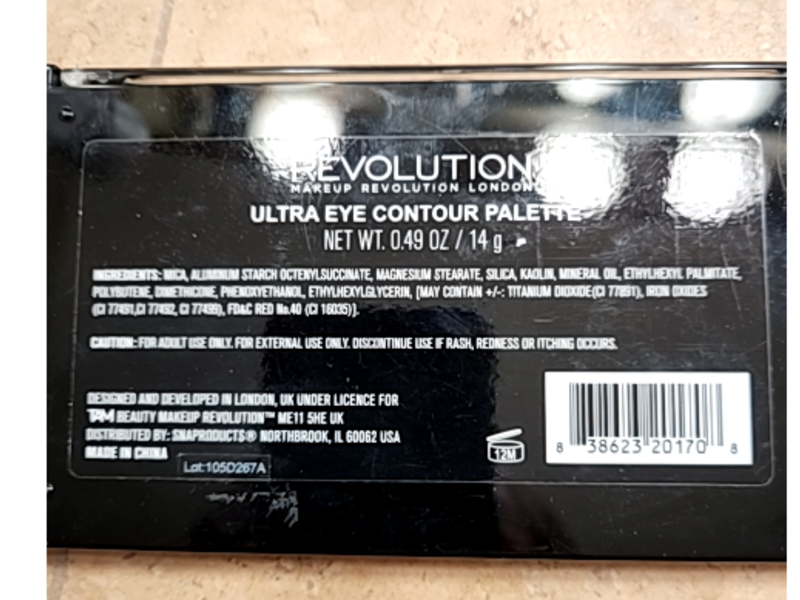 REVOLUTION
MAKEUP REVOLUTION LONDON
ULTRA EYE CONTOUR PALETTE
NET WT. 0.49 OZ / 14 g
INGREDIENTS: MICA, ALUMINUM STARCH OCTENYLSUCCINATE, MAGNESIUM STEARATE, SILICA, KAOLIN, MINERAL OIL, ETHYLHEXYL PALMITATE,
POLYBUTENE, DIMETHICONE, PHENOXYETHANOL, ETHYLHEXYLGLYCERIN, [MAY CONTAIN +/-: TITANIUM DIOXIDE(CI 77891), IRON OXIDES
(CI 77491,CI 77492, CI 77499), FD&C RED No.40 (CI 16035)].
CAUTION: FOR ADULT USE ONLY. FOR EXTERNAL USE ONLY. DISCONTINUE USE IF RASH, REDNESS OR ITCHING OCCURS.
DESIGNED AND DEVELOPED IN LONDON, UK UNDER LICENCE FOR
TAM BEAUTY MAKEUP REVOLUTION™ ME11 5HE UK
DISTRIBUTED BY: SNAPRODUCTS® NORTHBROOK, IL 60062 USA
MADE IN CHINA
Lot:105D267A
12M
8 38623 20170 8